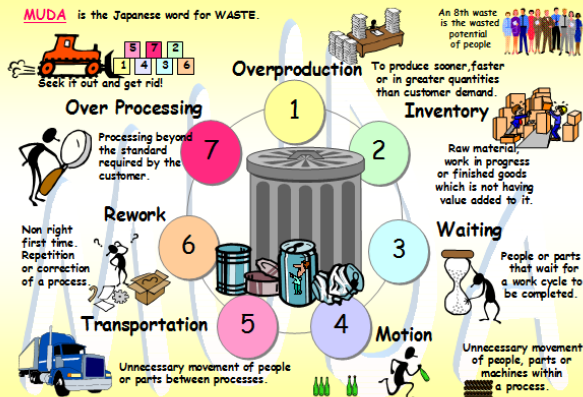 MUDA is the Japanese word for WASTE.
5 7 2
1 4 3 6
Seek it out and get rid!
An 8th waste
is the wasted
potential
of people
Overproduction
To produce sooner,faster
or in greater quantities
than customer demand.
1
Inventory
2
Raw material,
work in progress
or finished goods
which is not having
value added to it.
Waiting
3
People or parts
that wait for
a work cycle to
be completed.
Motion
4
Unnecessary movement
of people, parts or
machines within
a process.
Transportation
5
Unnecessary movement of people
or parts between processes.
Rework
6
Non right
first time.
Repetition
or correction
of a process
Over Processing
7
Processing beyond
the standard
required by the
customer.